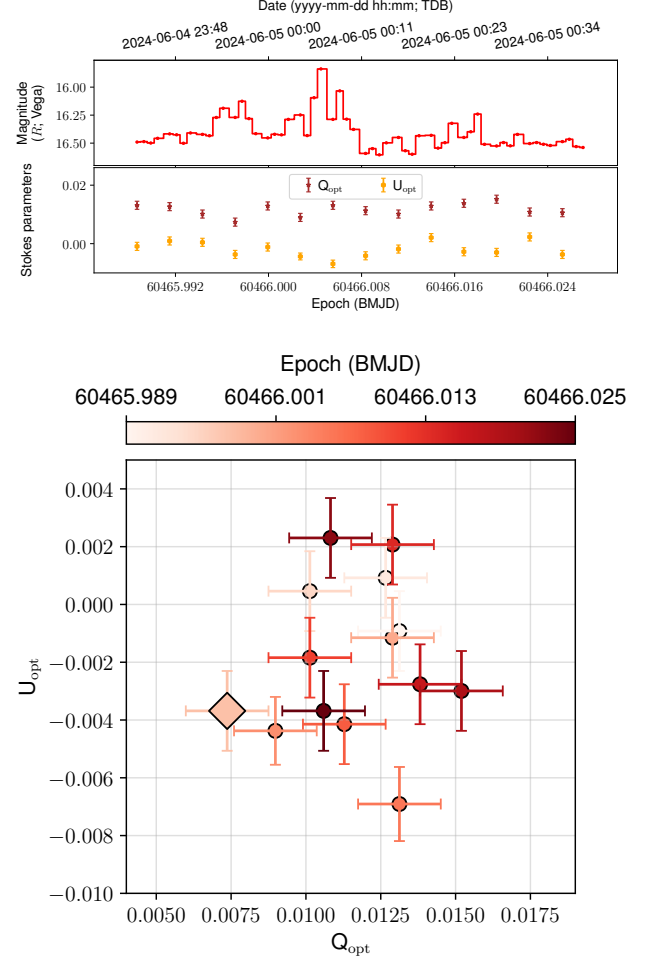 Date (yyyy-mm-dd hh:mm; TDB)
2024-06-04 23:48 2024-06-05 00:00 2024-06-05 00:11 2024-06-05 00:23 2024-06-05 00:34
Magnitude
(R; Vega)
16.00
16.25
16.50
Stokes parameters
0.02
0.00
Qopt Uopt
60465.992 60466.000 60466.008 60466.016 60466.024
Epoch (BMJD)
Epoch (BMJD)
60465.989 60466.001 60466.013 60466.025
Uopt
0.004
0.002
0.000
−0.002
−0.004
−0.006
−0.008
−0.010
0.0050 0.0075 0.0100 0.0125 0.0150 0.0175
Qopt